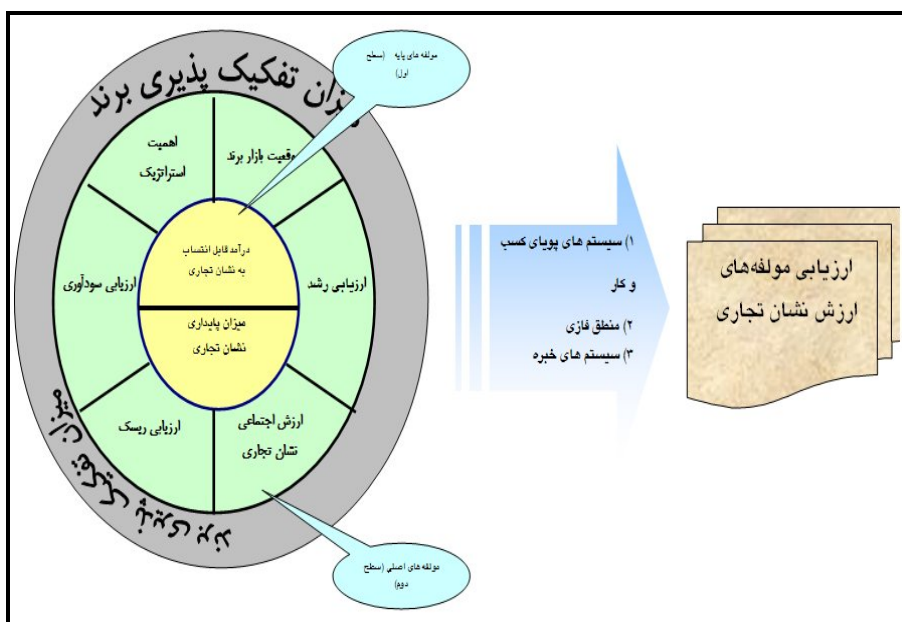 میزان تفکیک پذیری برند
مولفه های پایه (سطح
اول)
اهمیت
استراتژیک
موقعیت بازار برند
ارزیابی سودآوری
درآمد قابل انتساب
به نشان تجاری
ارزیابی رشد
میزان پایداری
نشان تجاری
ارزیابی ریسک
ارزش اجتماعی
نشان تجاری
میزان تفکیک پذیری برند
مولفه های اصلی (سطح
دوم)
۱) سیستم های پویای کسب
و کار
۲) منطق فازی
۳) سیستم های خبره
ارزیابی مولفه‌های
ارزش نشان تجاری